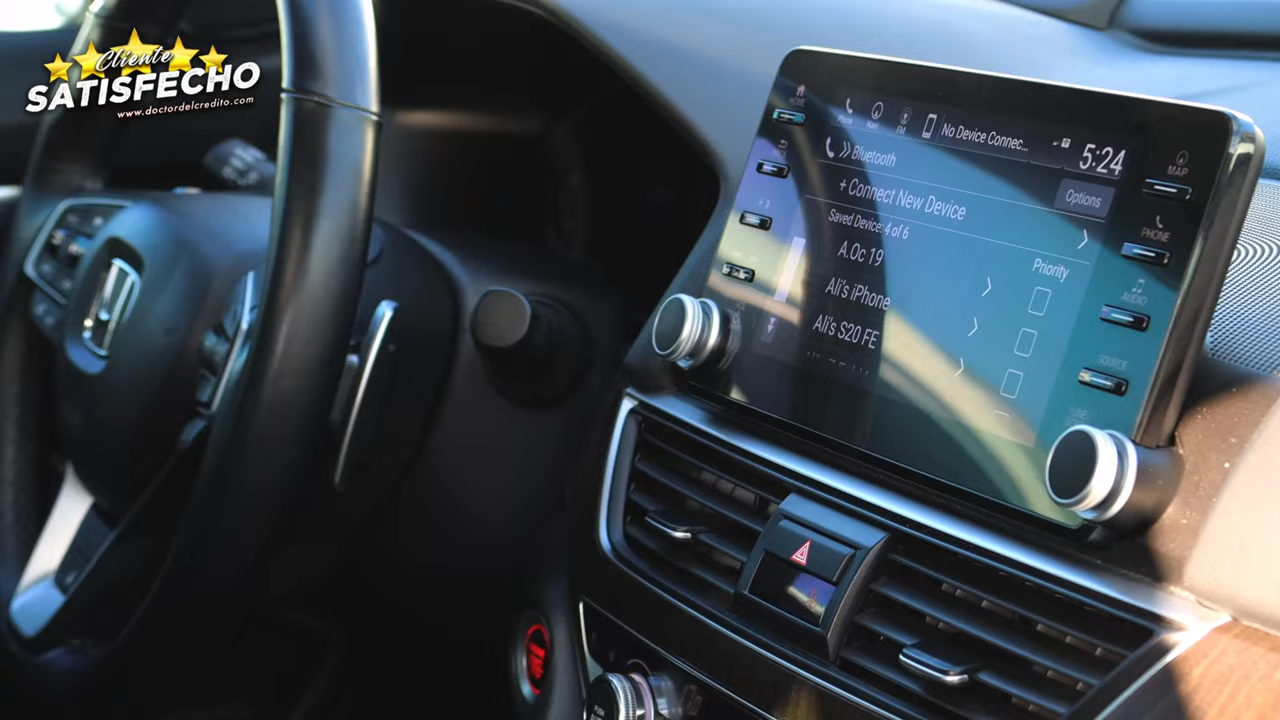 Cliente
SATISFECHO
www.doctordelcredito.com
HOME
Phone
FM
No Device Connec...
5:24
MAP
Bluetooth
Options
+ Connect New Device
PHONE
Saved Device: 4 of 6
A.Oc 19
Priority
Ali's iPhone
AUDIO
Ali's S20 FE
SOURCE